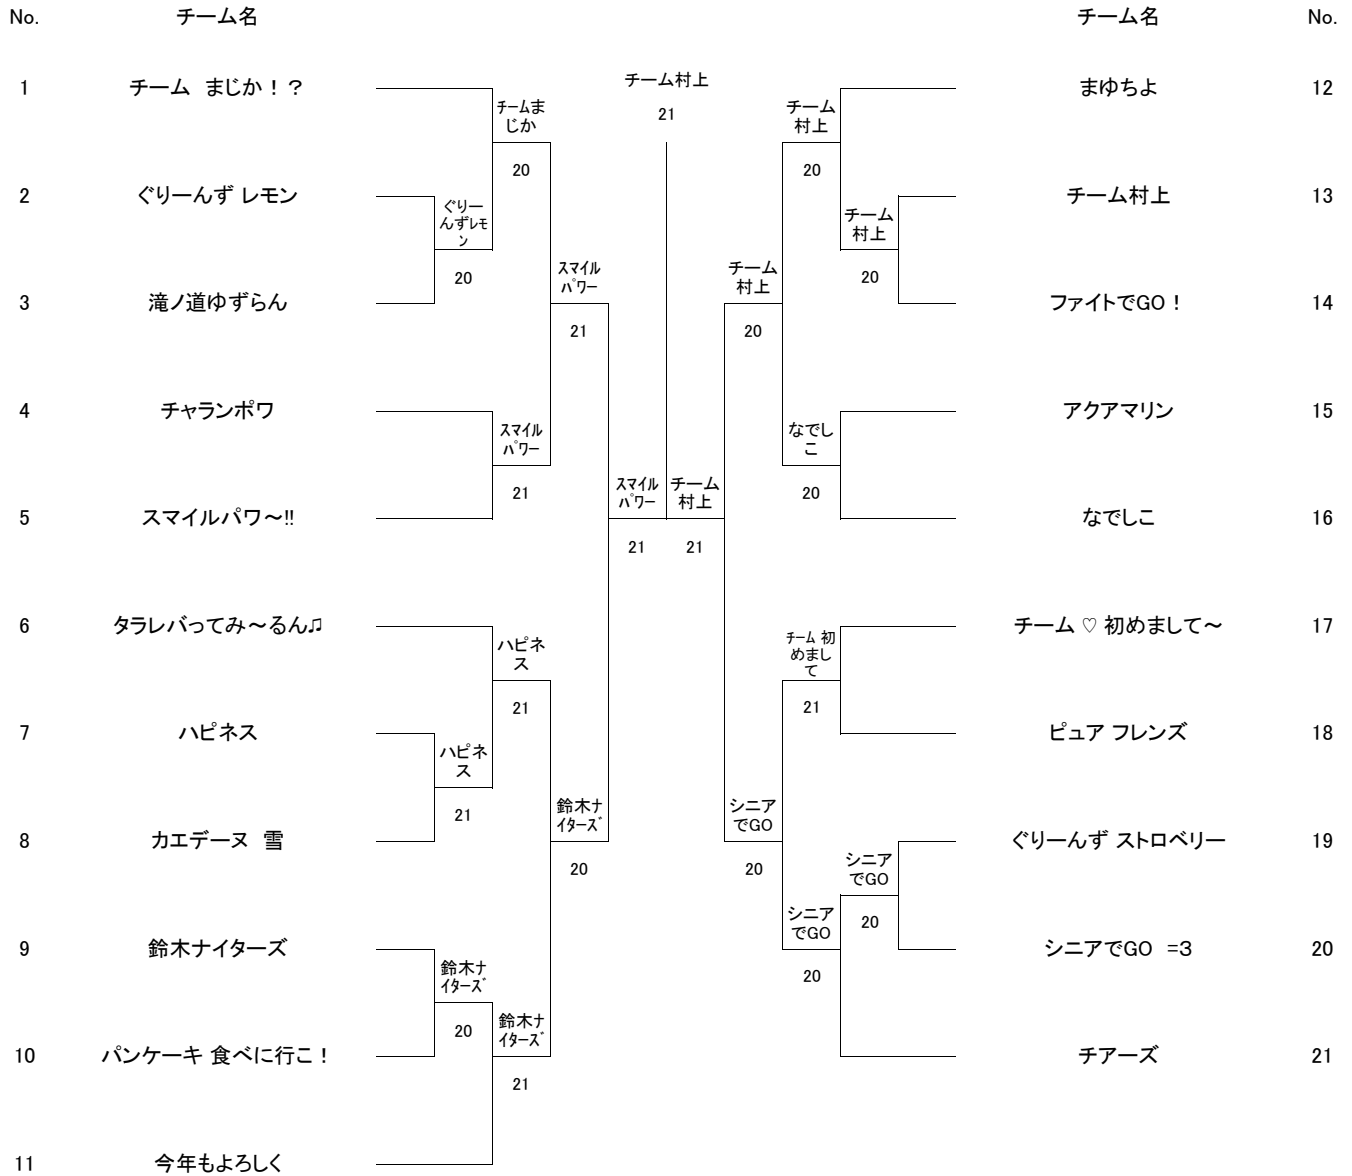 No. チーム名 チーム名 No.
1 チーム　まじか！？ まゆちよ 12
チーム村上
21
チームま
じか
20
チーム
村上
20
2 ぐりーんず レモン チーム村上 13
ぐりー
んずレモ
ン
20
チーム
村上
20
スマイル
パワー
21
チーム
村上
20
3 滝ノ道ゆずらん ファイトでGO！ 14
4 チャランポワ アクアマリン 15
スマイル
パワー
21
なでし
こ
20
スマイル
パワー
21
チーム
村上
21
5 スマイルパワ～!! なでしこ 16
6 タラレバってみ～るん♫ チーム ♡ 初めまして～ 17
ハピネ
ス
21
チーム 初
めまし
て
21
7 ハピネス ピュア フレンズ 18
ハピネ
ス
21
鈴木ナ
イターズ
20
シニア
でGO
20
8 カエデーヌ　雪 ぐりーんず ストロベリー 19
シニア
でGO
20
シニア
でGO
20
9 鈴木ナイターズ シニアでGO　=3 20
鈴木ナ
イターズ
20
鈴木ナ
イターズ
21
10 パンケーキ 食べに行こ！ チアーズ 21
11 今年もよろしく